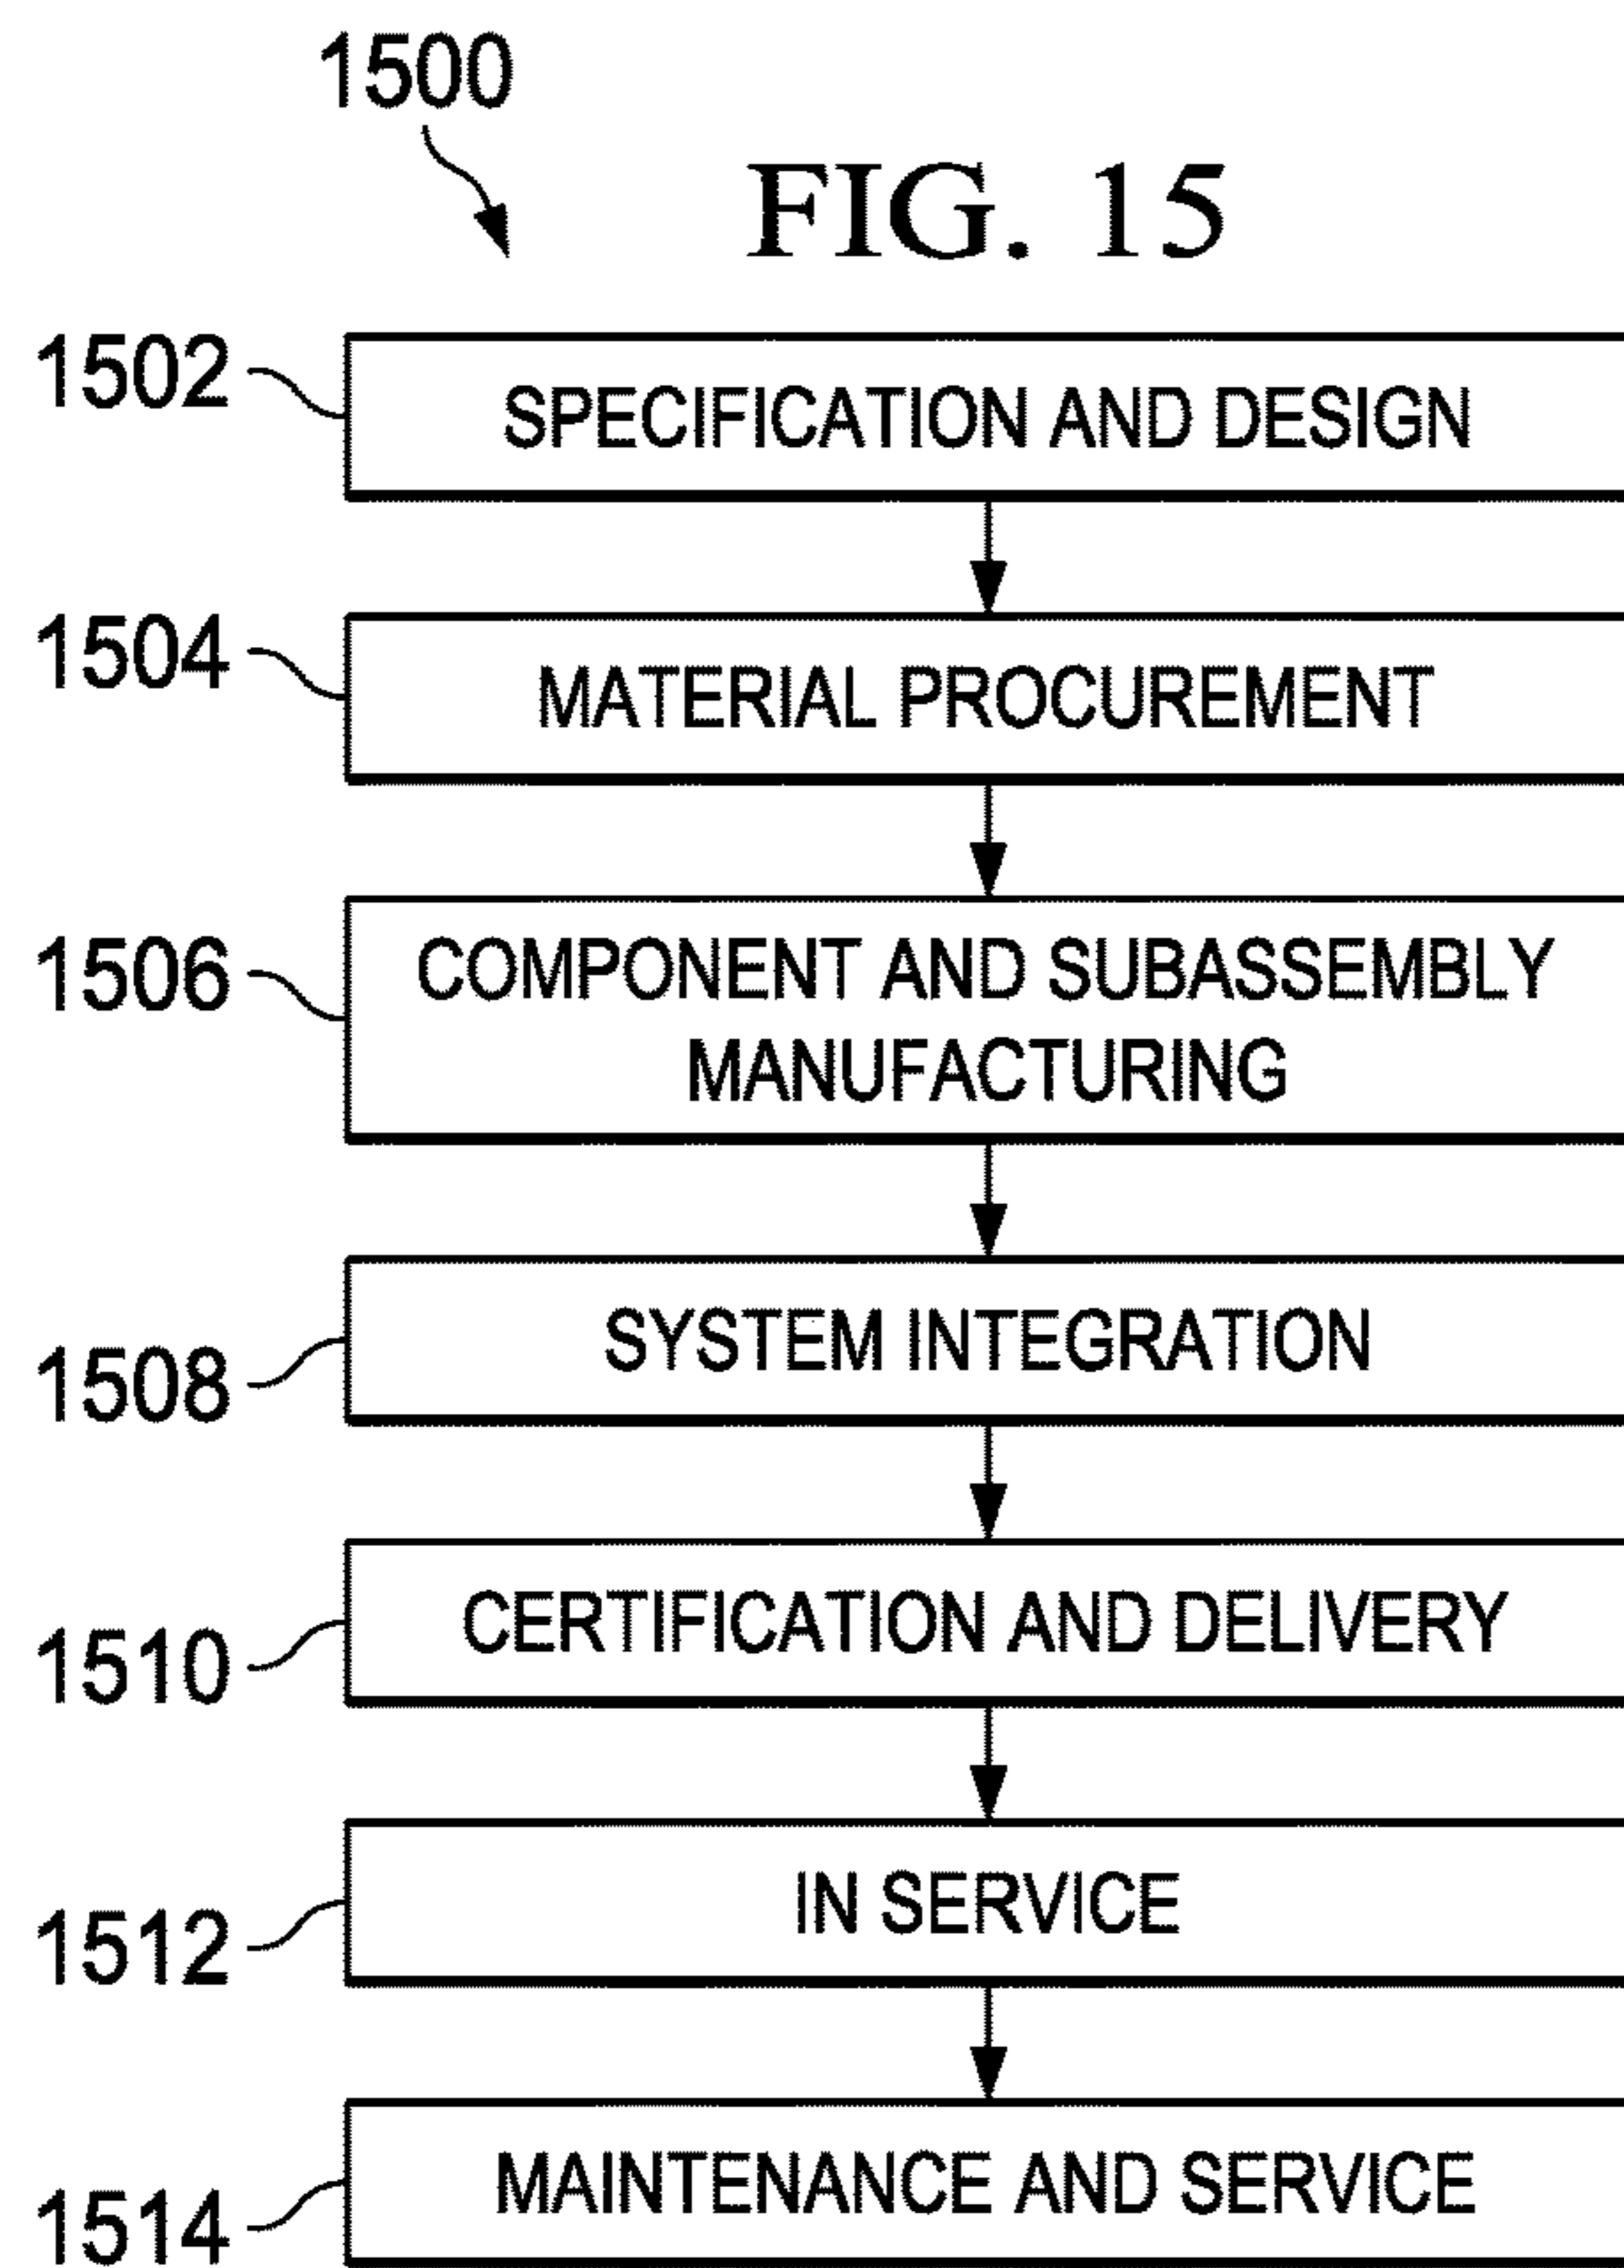 1500
FIG. 15
1502
SPECIFICATION AND DESIGN
1504
MATERIAL PROCUREMENT
1506
COMPONENT AND SUBASSEMBLY
MANUFACTURING
1508
SYSTEM INTEGRATION
1510
CERTIFICATION AND DELIVERY
1512
IN SERVICE
1514
MAINTENANCE AND SERVICE